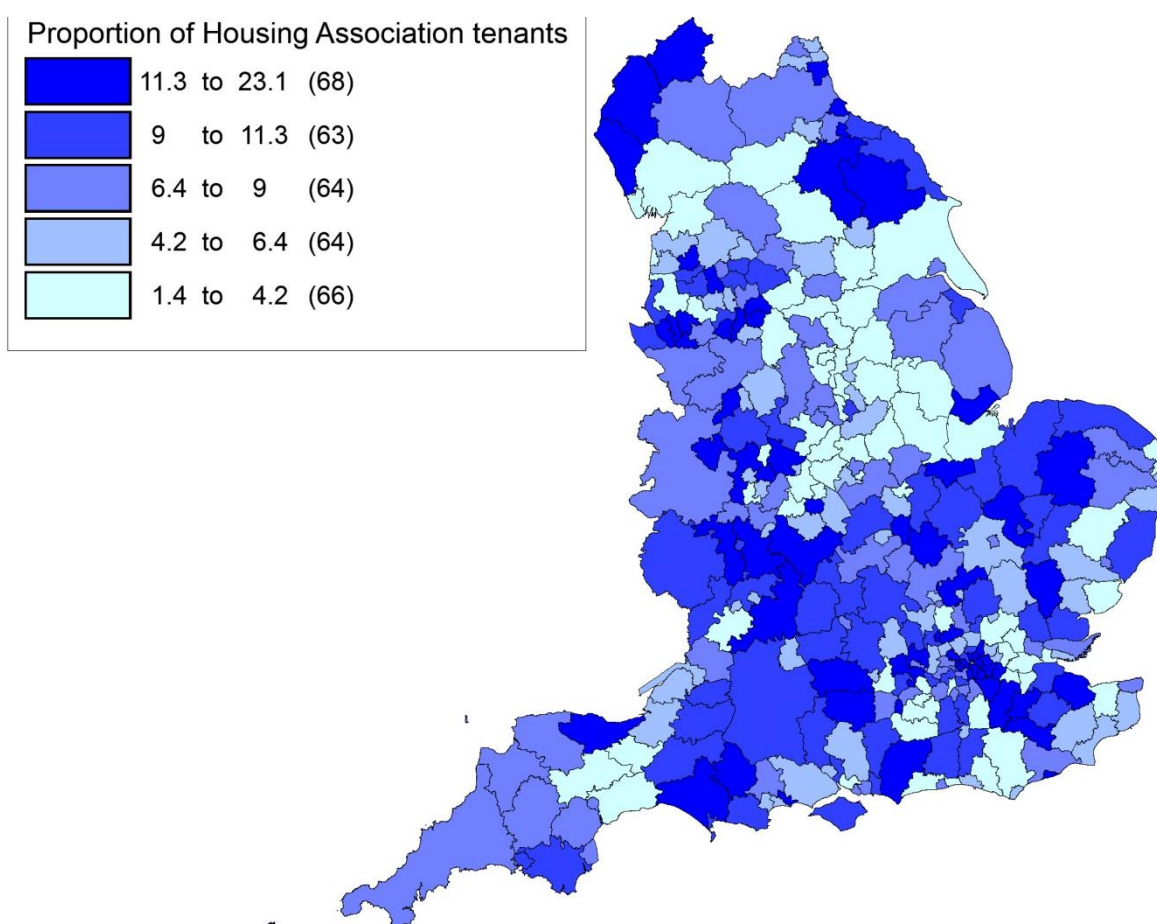 Proportion of Housing Association tenants
11.3 to 23.1 (68)
9 to 11.3 (63)
6.4 to 9 (64)
4.2 to 6.4 (64)
1.4 to 4.2 (66)